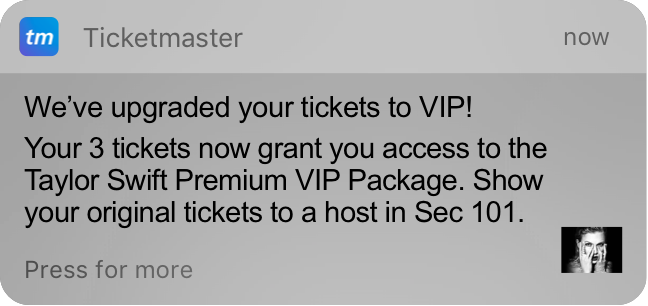 tm Ticketmaster now
We’ve upgraded your tickets to VIP!
Your 3 tickets now grant you access to the
Taylor Swift Premium VIP Package. Show
your original tickets to a host in Sec 101.
Press for more